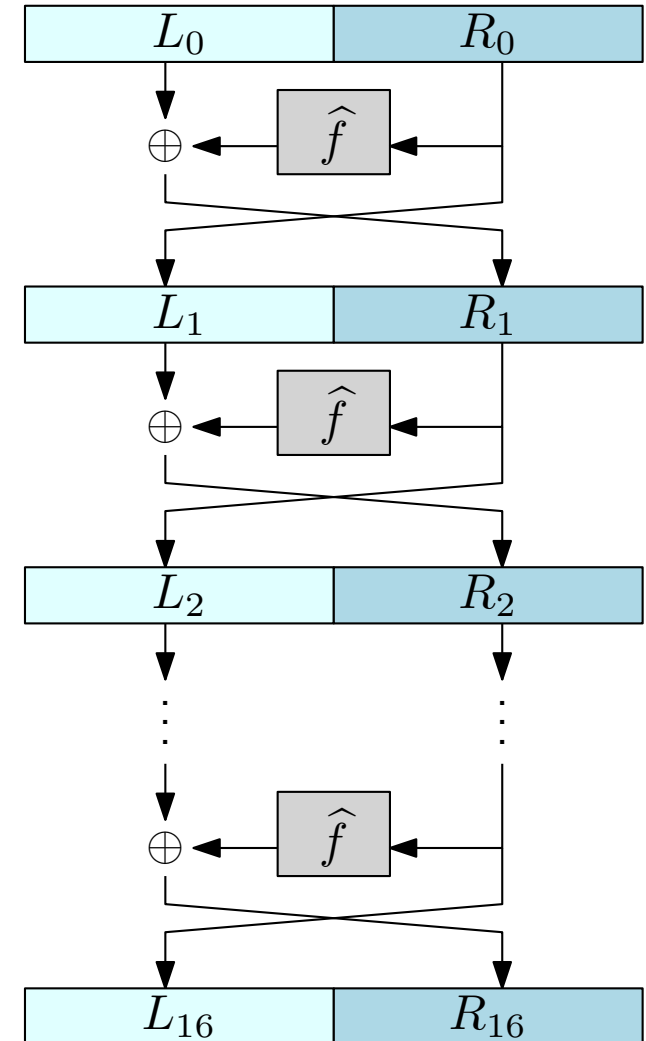 L₀ R₀
⊕ f̂
L₁ R₁
⊕ f̂
L₂ R₂
⋮ ⋮
⊕ f̂
L₁₆ R₁₆